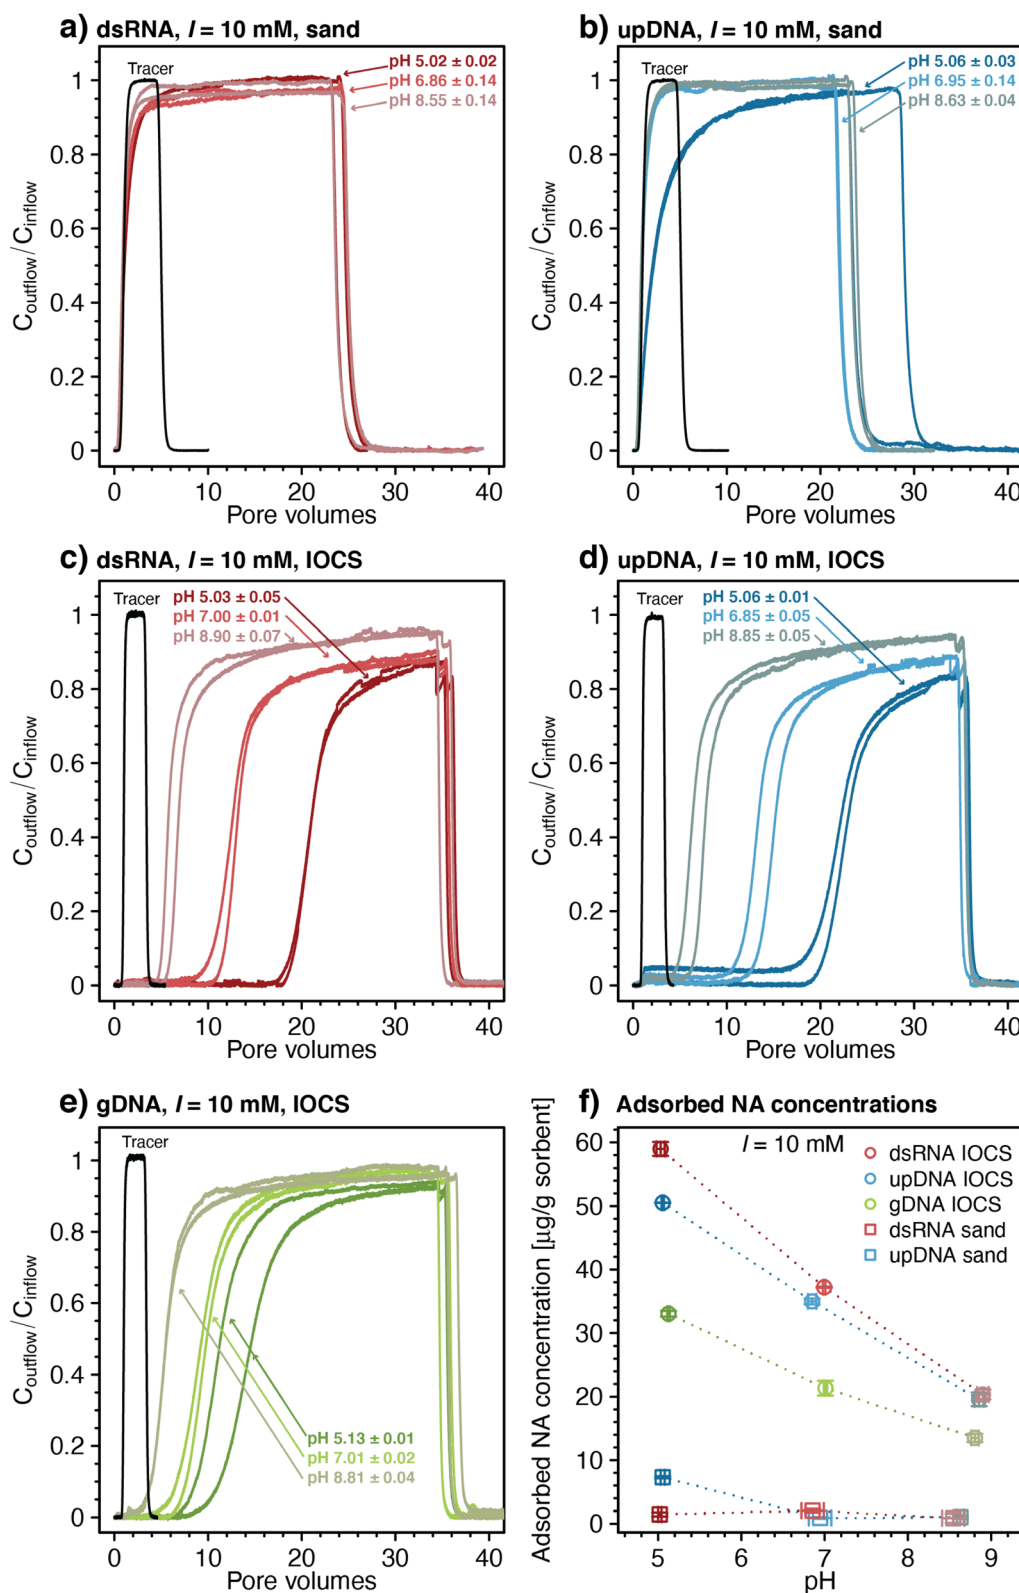 a) dsRNA, I = 10 mM, sand
Tracer
pH 5.02 ± 0.02
pH 6.86 ± 0.14
pH 8.55 ± 0.14
1
0.8
0.6
0.4
0.2
0
Coutflow/Cinflow
0 10 20 30 40
Pore volumes
b) upDNA, I = 10 mM, sand
Tracer
pH 5.06 ± 0.03
pH 6.95 ± 0.14
pH 8.63 ± 0.04
1
0.8
0.6
0.4
0.2
0
Coutflow/Cinflow
0 10 20 30 40
Pore volumes
c) dsRNA, I = 10 mM, IOCS
Tracer
pH 5.03 ± 0.05
pH 7.00 ± 0.01
pH 8.90 ± 0.07
1
0.8
0.6
0.4
0.2
0
Coutflow/Cinflow
0 10 20 30 40
Pore volumes
d) upDNA, I = 10 mM, IOCS
Tracer
pH 5.06 ± 0.01
pH 6.85 ± 0.05
pH 8.85 ± 0.05
1
0.8
0.6
0.4
0.2
0
Coutflow/Cinflow
0 10 20 30 40
Pore volumes
e) gDNA, I = 10 mM, IOCS
Tracer
1
0.8
0.6
0.4
0.2
0
pH 5.13 ± 0.01
pH 7.01 ± 0.02
pH 8.81 ± 0.04
Coutflow/Cinflow
0 10 20 30 40
Pore volumes
f) Adsorbed NA concentrations
I = 10 mM
dsRNA IOCS
upDNA IOCS
gDNA IOCS
dsRNA sand
upDNA sand
60
50
40
30
20
10
0
Adsorbed NA concentration [µg/g sorbent]
5 6 7 8 9
pH